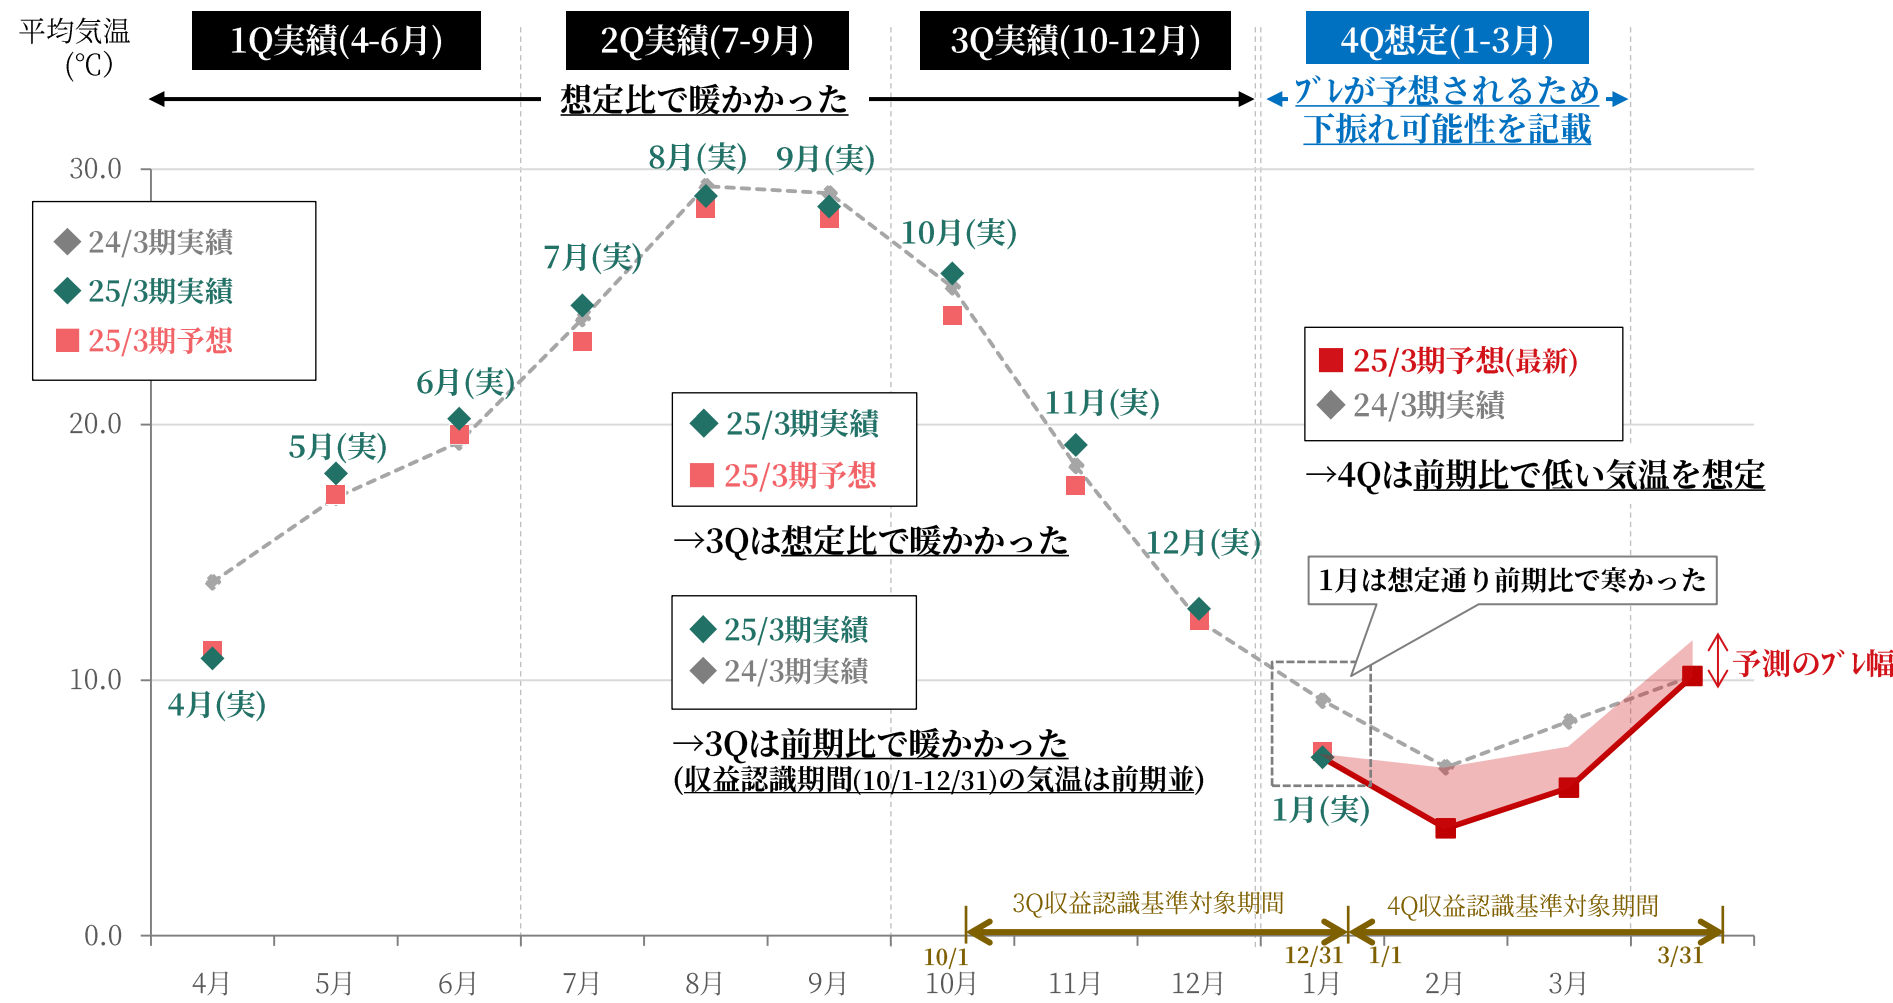 平均気温
(℃)
1Q実績(4-6月)
2Q実績(7-9月)
3Q実績(10-12月)
4Q想定(1-3月)
想定比で暖かかった
ﾌﾞﾚが予想されるため
下振れ可能性を記載
30.0
20.0
10.0
0.0
24/3期実績
25/3期実績
25/3期予想
4月(実)
5月(実)
6月(実)
7月(実)
8月(実)
9月(実)
10月(実)
11月(実)
12月(実)
1月(実)
25/3期実績
25/3期予想
→3Qは想定比で暖かかった
25/3期実績
24/3期実績
→3Qは前期比で暖かかった
(収益認識期間(10/1-12/31)の気温は前期並)
25/3期予想(最新)
24/3期実績
→4Qは前期比で低い気温を想定
1月は想定通り前期比で寒かった
予測のﾌﾞﾚ幅
3Q収益認識基準対象期間
4Q収益認識基準対象期間
10/1
12/31
1/1
3/31
4月
5月
6月
7月
8月
9月
10月
11月
12月
1月
2月
3月